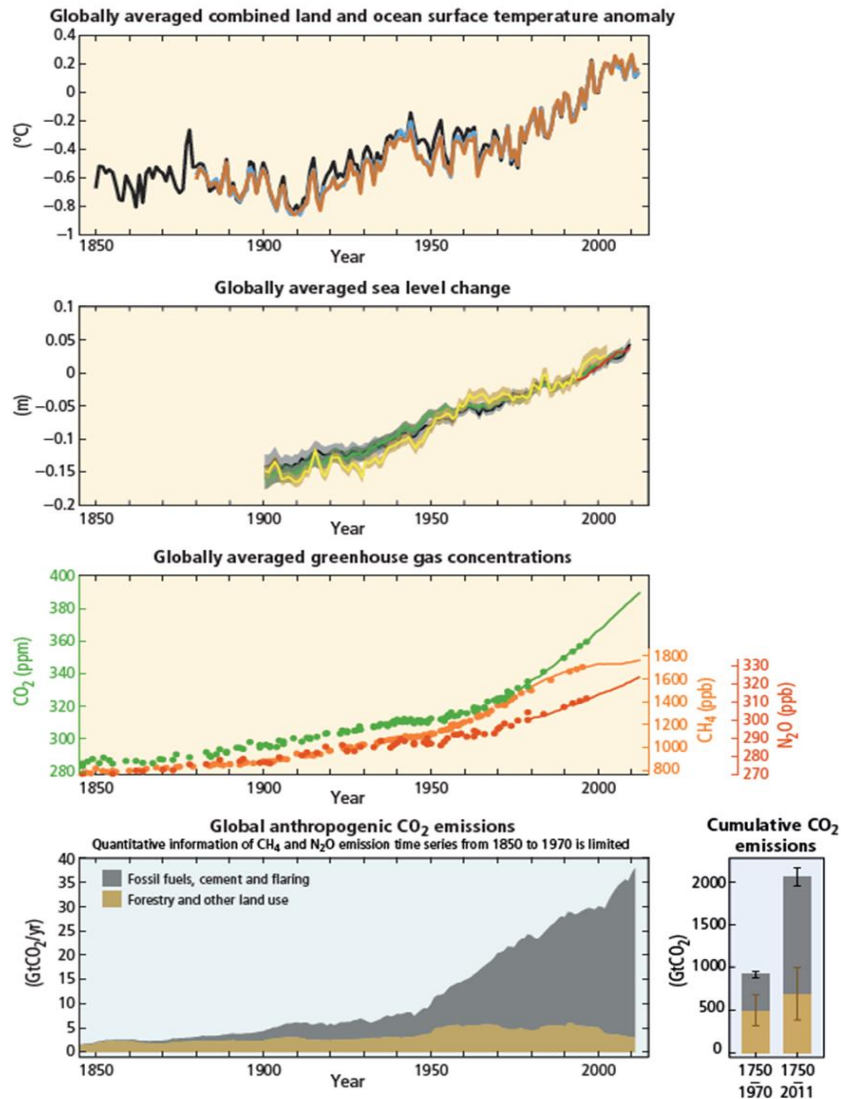 Globally averaged combined land and ocean surface temperature anomaly
0.4
0.2
0
−0.2
−0.4
−0.6
−0.8
−1
(°C)
1850 1900 1950 2000
Year
Globally averaged sea level change
0.1
0.05
0
−0.05
−0.1
−0.15
−0.2
(m)
1850 1900 1950 2000
Year
Globally averaged greenhouse gas concentrations
400
380
360
340
320
300
280
CO2 (ppm)
1800
1600
1400
1200
1000
800
CH4 (ppb)
330
320
310
300
290
280
270
N2O (ppb)
1850 1900 1950 2000
Year
Global anthropogenic CO2 emissions
Quantitative information of CH4 and N2O emission time series from 1850 to 1970 is limited
40
35
30
25
20
15
10
5
0
(GtCO2/yr)
Fossil fuels, cement and flaring
Forestry and other land use
1850 1900 1950 2000
Year
Cumulative CO2
emissions
2000
1500
1000
500
0
(GtCO2)
1750 1750
– –
1970 2011